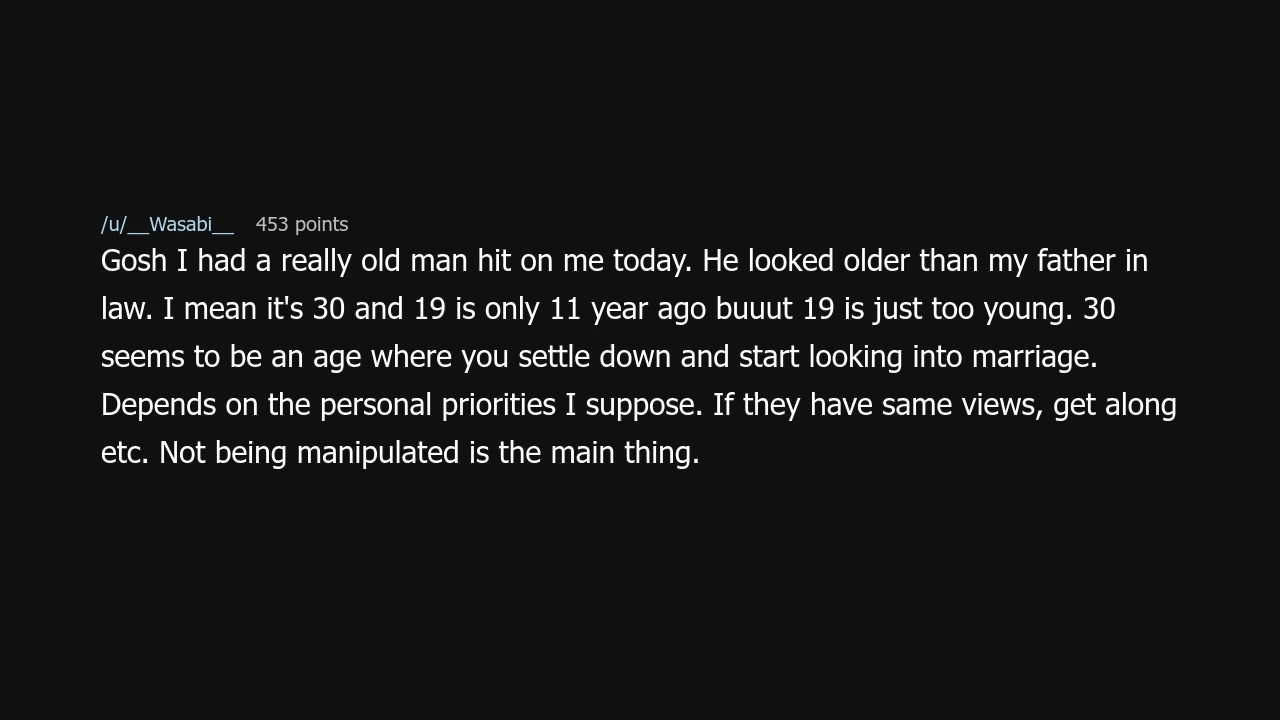 /u/__Wasabi__ 453 points
Gosh I had a really old man hit on me today. He looked older than my father in
law. I mean it's 30 and 19 is only 11 year ago buuut 19 is just too young. 30
seems to be an age where you settle down and start looking into marriage.
Depends on the personal priorities I suppose. If they have same views, get along
etc. Not being manipulated is the main thing.